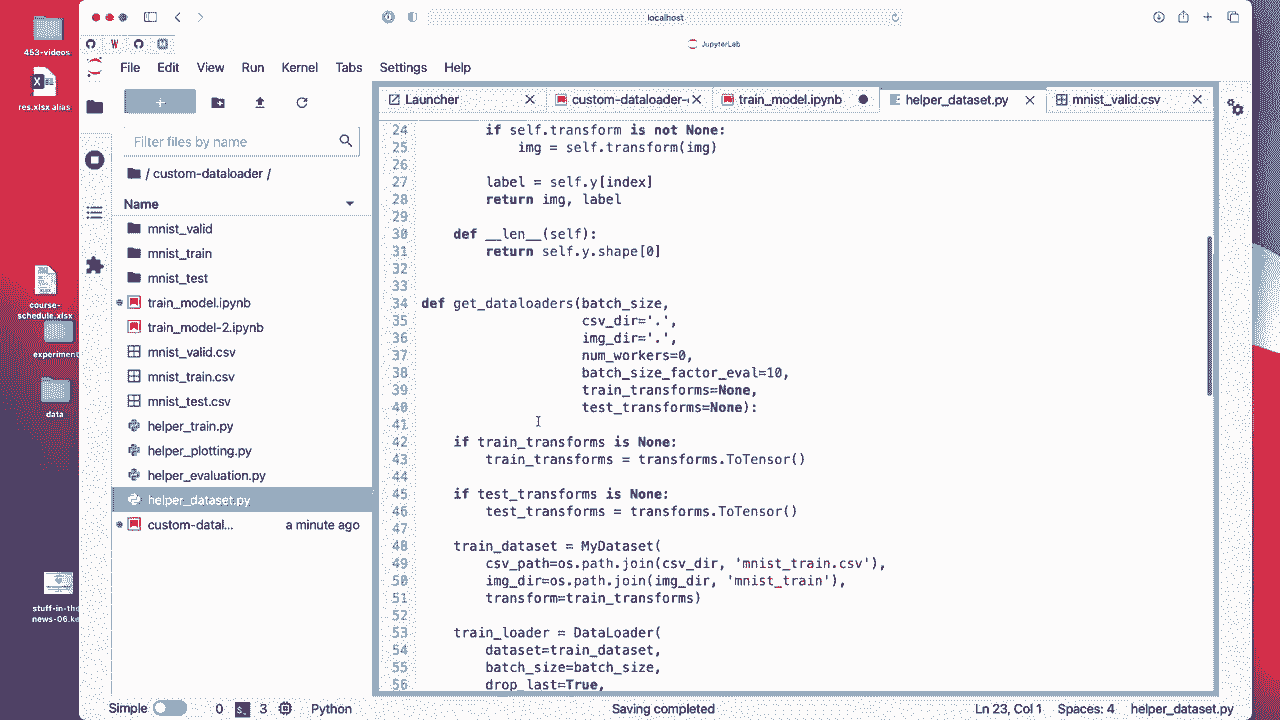 localhost
JupyterLab
File Edit View Run Kernel Tabs Settings Help
453-videos
res.xlsx alias
course-schedule.xlsx
experiment
data
stuff-in-the
news-06.ke
Filter files by name
/ custom-dataloader /
Name
mnist_valid
mnist_train
mnist_test
train_model.ipynb
train_model-2.ipynb
mnist_valid.csv
mnist_train.csv
mnist_test.csv
helper_train.py
helper_plotting.py
helper_evaluation.py
helper_dataset.py
custom-datal... a minute ago
Launcher custom-dataloader- train_model.ipynb helper_dataset.py mnist_valid.csv
24 if self.transform is not None:
25 img = self.transform(img)
26
27 label = self.y[index]
28 return img, label
29
30 def __len__(self):
31 return self.y.shape[0]
32
33
34 def get_dataloaders(batch_size,
35 csv_dir='.',
36 img_dir='.',
37 num_workers=0,
38 batch_size_factor_eval=10,
39 train_transforms=None,
40 test_transforms=None):
41
42 if train_transforms is None:
43 train_transforms = transforms.ToTensor()
44
45 if test_transforms is None:
46 test_transforms = transforms.ToTensor()
47
48 train_dataset = MyDataset(
49 csv_path=os.path.join(csv_dir, 'mnist_train.csv'),
50 img_dir=os.path.join(img_dir, 'mnist_train'),
51 transform=train_transforms)
52
53 train_loader = DataLoader(
54 dataset=train_dataset,
55 batch_size=batch_size,
56 drop_last=True,
Simple 0 3 Python Saving completed Ln 23, Col 1 Spaces: 4 helper_dataset.py